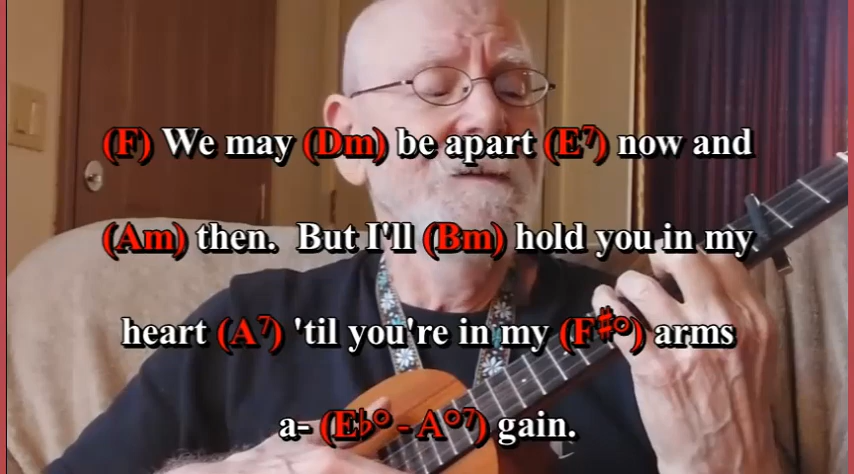 (F) We may (Dm) be apart (E⁷) now and
(Am) then.  But I'll (Bm) hold you in my
heart (A⁷) 'til you're in my (F♯°) arms
a- (E♭° - A°⁷) gain.